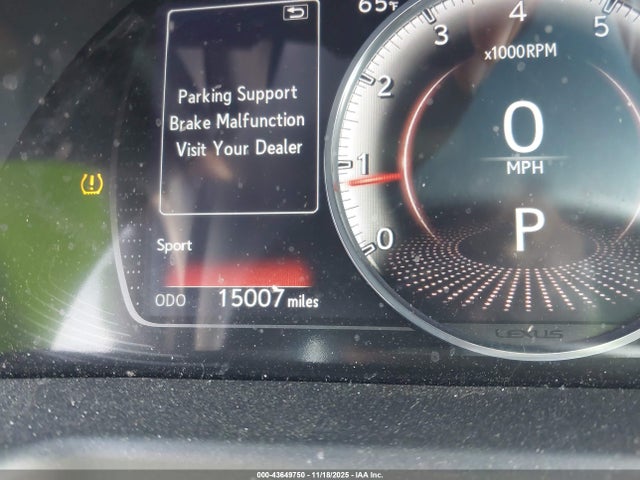 65°F
Parking Support
Brake Malfunction
Visit Your Dealer
Sport
ODO 15007 miles
0
1
2
3
4
5
x1000RPM
0
MPH
P
LEXUS
000-43649750 - 11/18/2025 - IAA Inc.